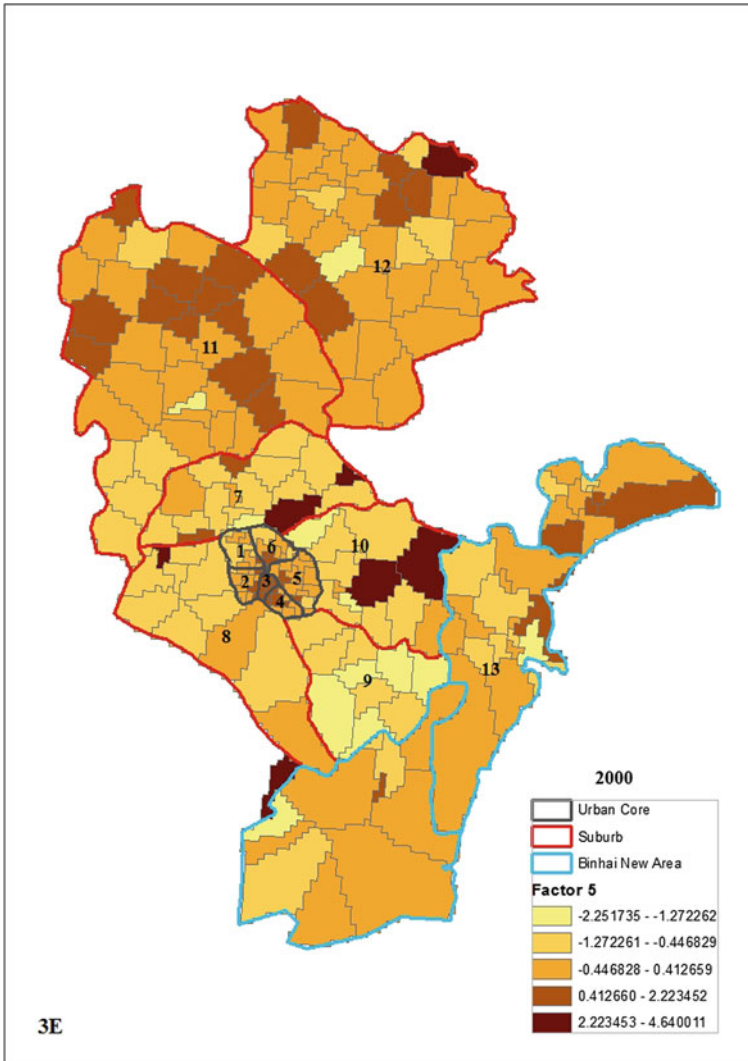 12
11
7
10
1
6
2
3
5
4
8
9
13
2000
Urban Core
Suburb
Binhai New Area
Factor 5
-2.251735 - -1.272262
-1.272261 - -0.446829
-0.446828 - 0.412659
0.412660 - 2.223452
2.223453 - 4.640011
3E